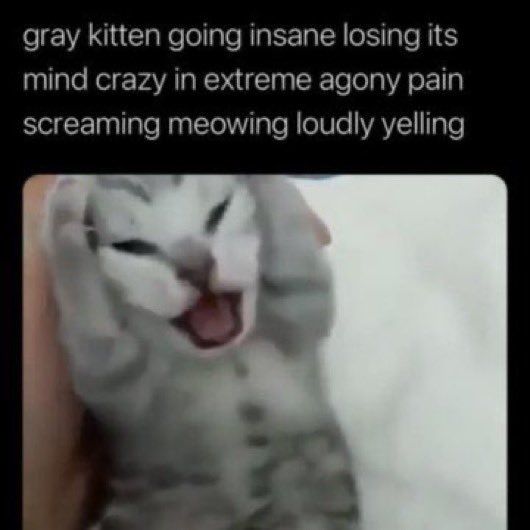 gray kitten going insane losing its
mind crazy in extreme agony pain
screaming meowing loudly yelling